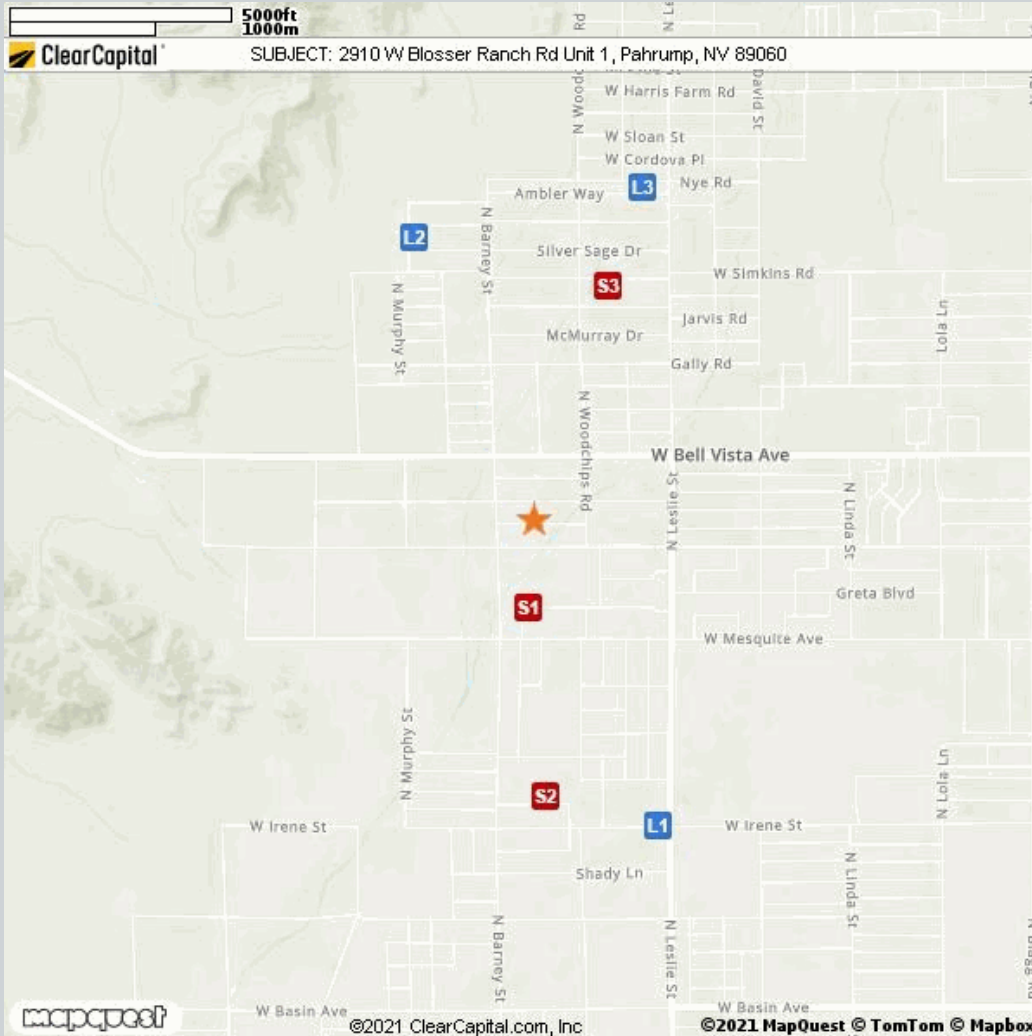 5000ft
1000m
ClearCapital
SUBJECT: 2910 W Blosser Ranch Rd Unit 1, Pahrump, NV 89060
Rd
N Le
N Wood
W Harris Farm Rd
David St
W Sloan St
W Cordova Pl
Ambler Way
L3
Nye Rd
L2
N Barney St
Silver Sage Dr
S3
W Simkins Rd
N Murphy St
McMurray Dr
Jarvis Rd
Lola Ln
Gally Rd
N Woodchips Rd
W Bell Vista Ave
N Leslie St
N Linda St
S1
Greta Blvd
W Mesquite Ave
N Murphy St
S2
L1
N Lola Ln
W Irene St
W Irene St
Shady Ln
N Linda St
N Barney St
N Leslie St
W Basin Ave
W Basin Ave
mapquest
©2021 ClearCapital.com, Inc
©2021 MapQuest © TomTom © Mapbox